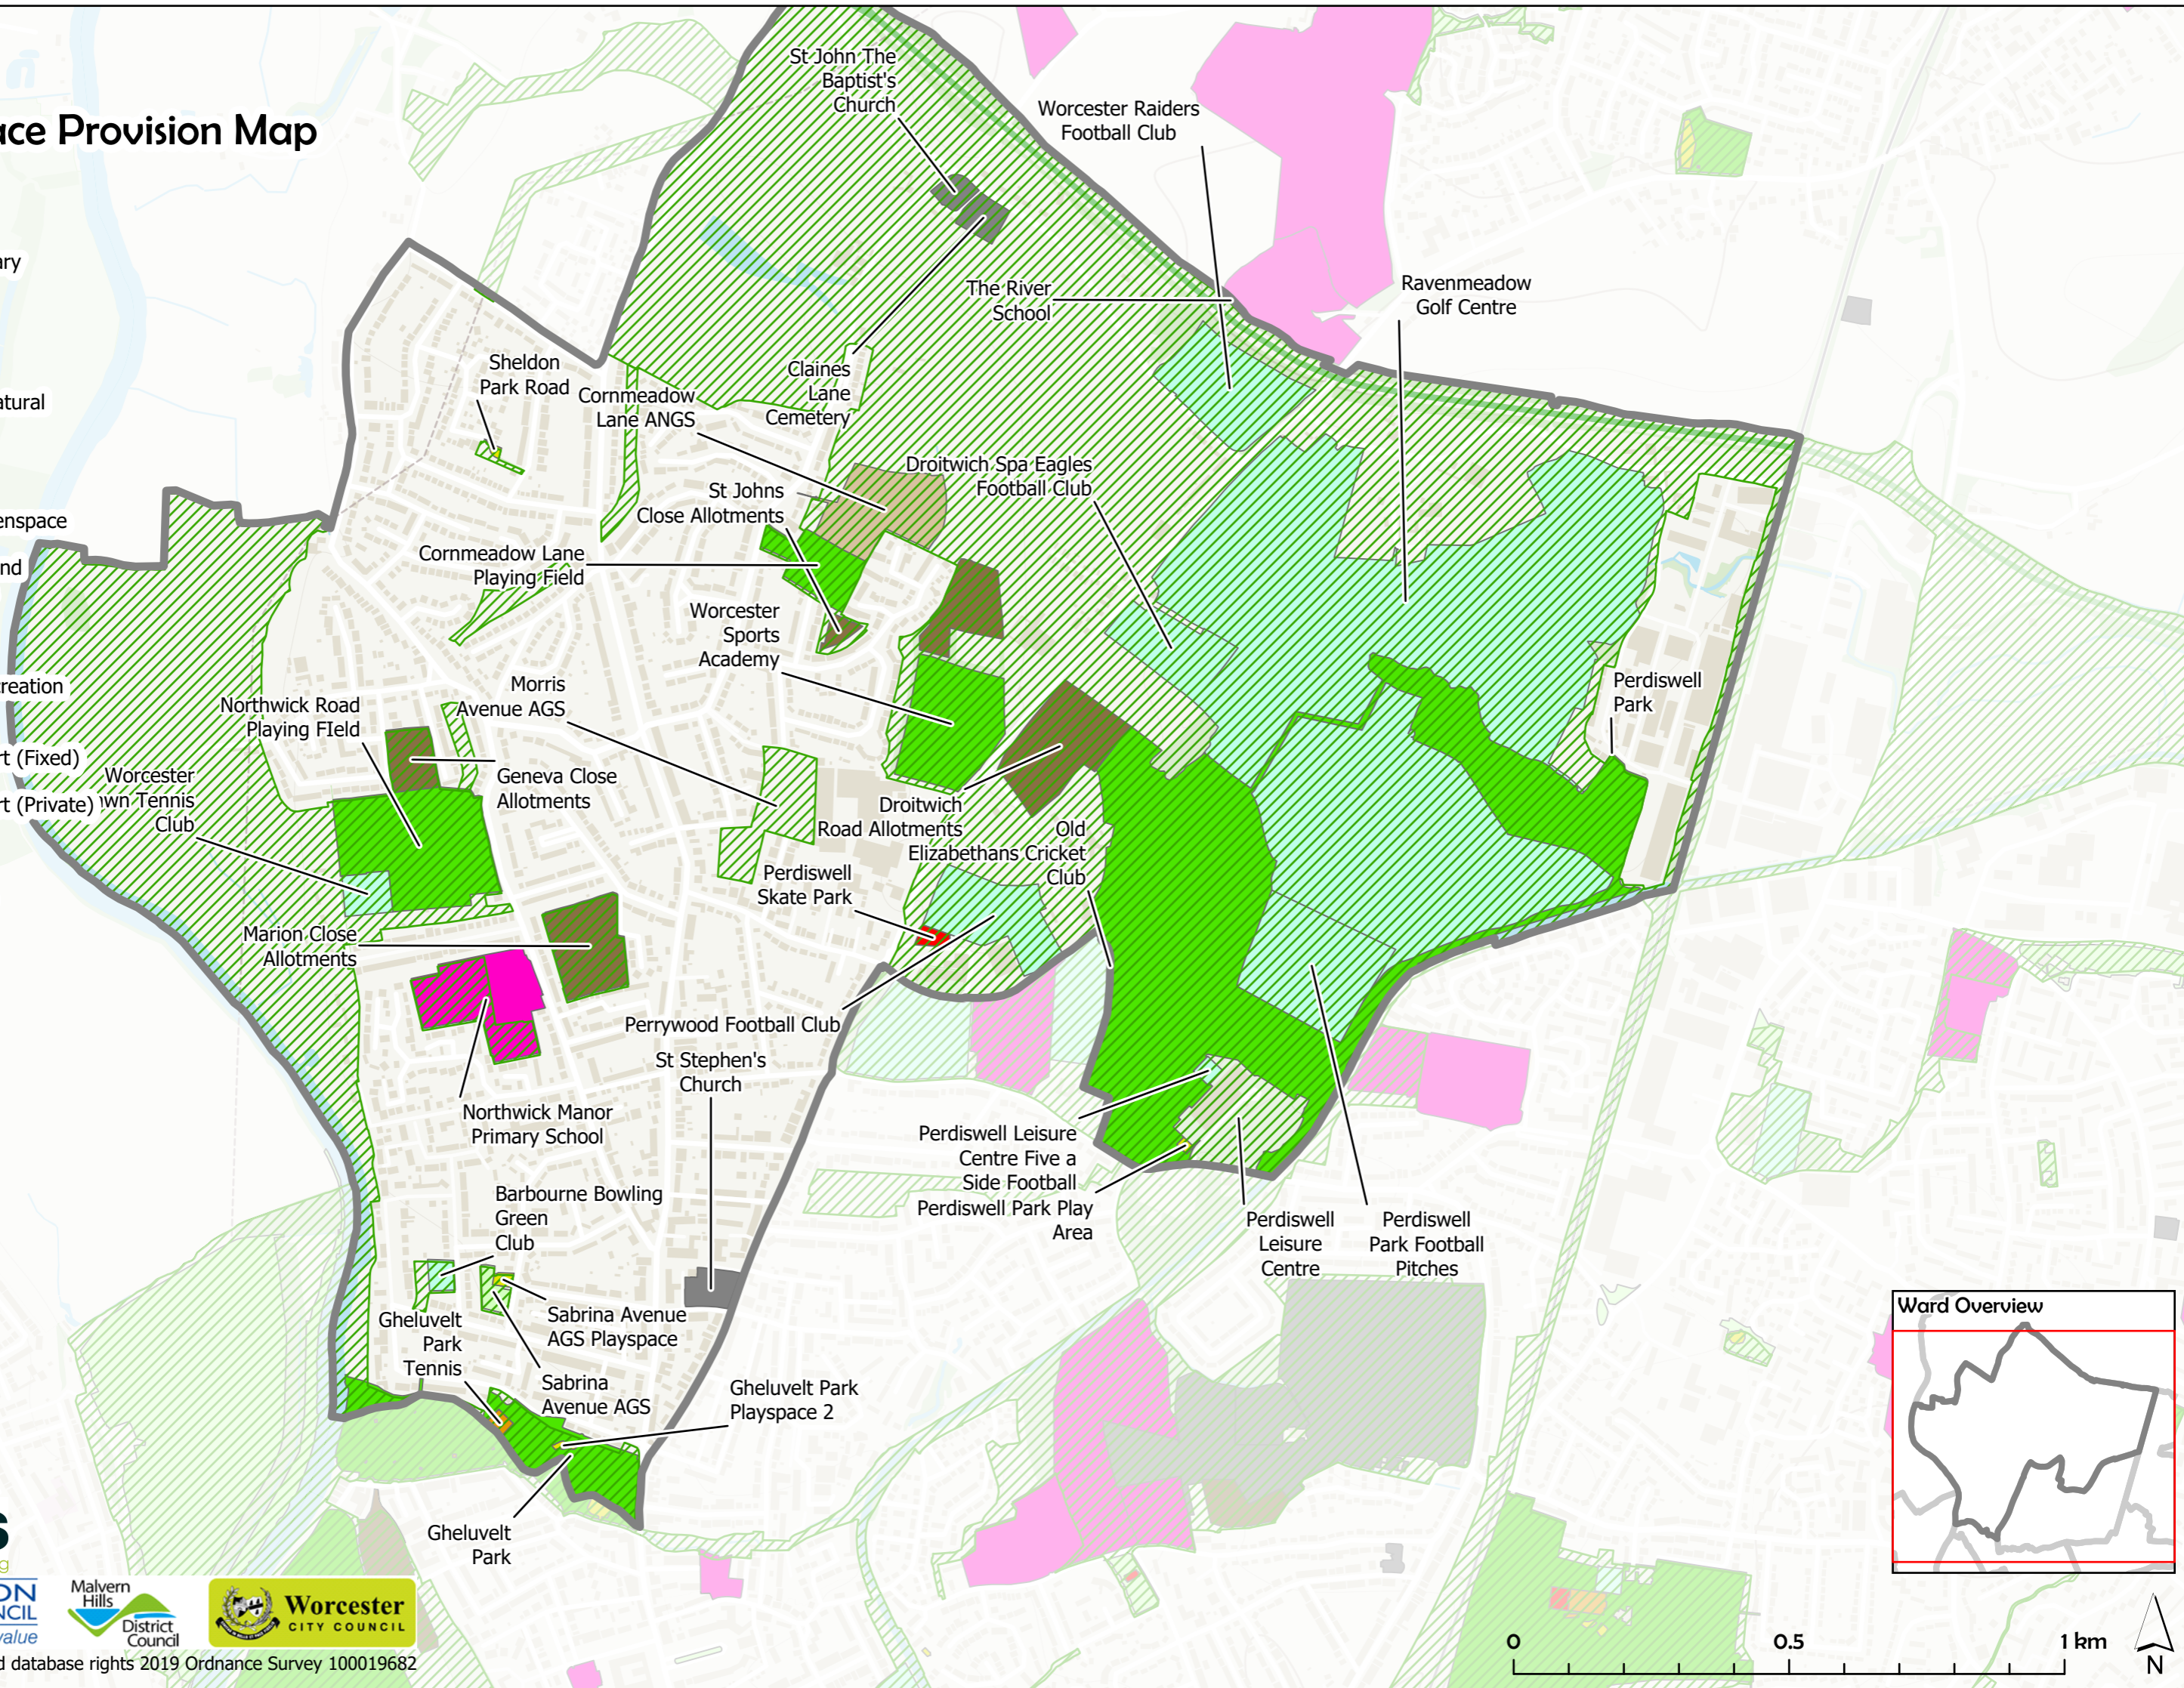 ace Provision Map
ary
atural
enspace
nd
creation
rt (Fixed)
rt (Private)
St John The
Baptist's
Church
Worcester Raiders
Football Club
The River
School
Ravenmeadow
Golf Centre
Sheldon
Park Road
Cornmeadow
Lane ANGS
Claines
Lane
Cemetery
Droitwich Spa Eagles
Football Club
St Johns
Close Allotments
Cornmeadow Lane
Playing Field
Worcester
Sports
Academy
Morris
Avenue AGS
Northwick Road
Playing FIeld
Perdiswell
Park
Geneva Close
Allotments
Worcester
wn Tennis
Club
Droitwich
Road Allotments
Old
Elizabethans Cricket
Club
Perdiswell
Skate Park
Marion Close
Allotments
Perrywood Football Club
St Stephen's
Church
Northwick Manor
Primary School
Perdiswell Leisure
Centre Five a
Side Football
Perdiswell Park Play
Area
Perdiswell
Leisure
Centre
Perdiswell
Park Football
Pitches
Barbourne Bowling
Green
Club
Sabrina Avenue
AGS Playspace
Gheluvelt
Park
Tennis
Sabrina
Avenue AGS
Gheluvelt Park
Playspace 2
Gheluvelt
Park
Ward Overview
s
g
ON
NCIL
value
Malvern
Hills
District
Council
Worcester
CITY COUNCIL
d database rights 2019 Ordnance Survey 100019682
0 0.5 1 km
N